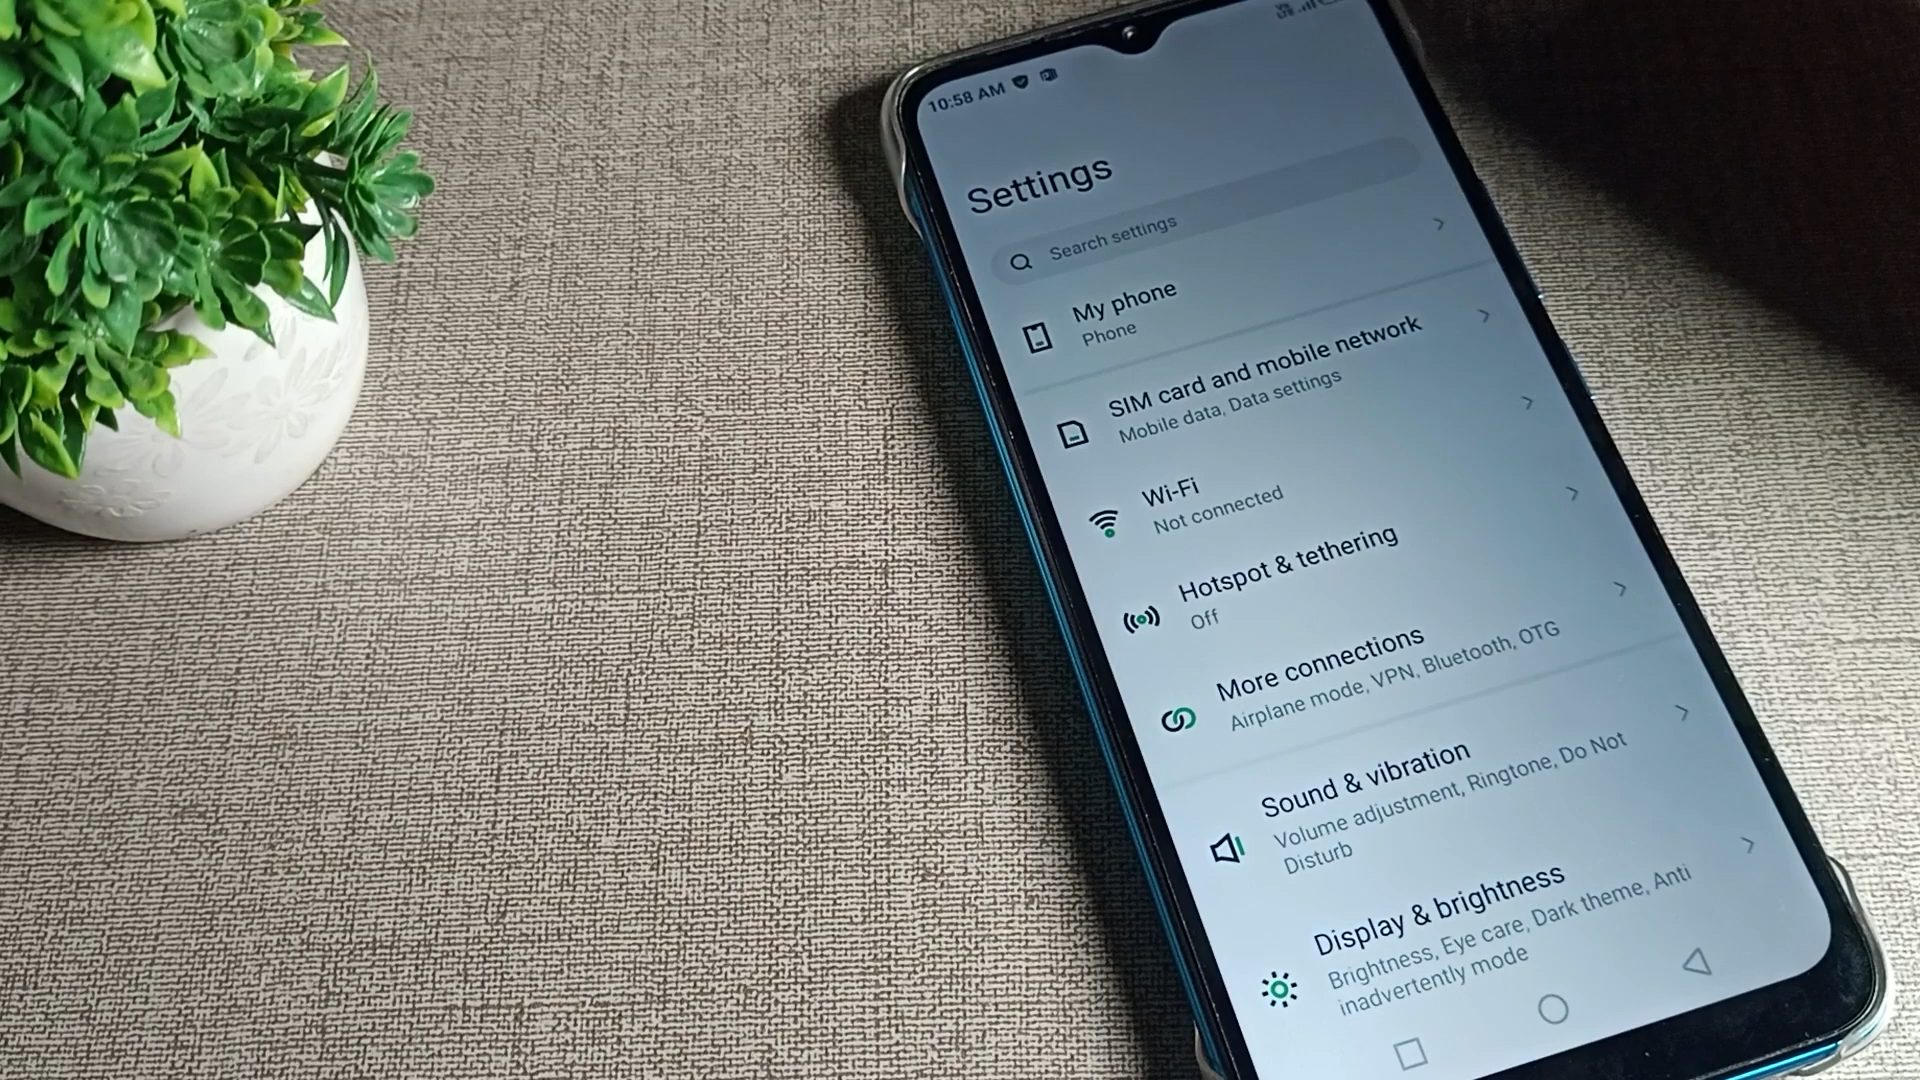 10:58 AM
Vo
LTE
Settings
Search settings
My phone
Phone
SIM card and mobile network
Mobile data, Data settings
Wi-Fi
Not connected
Hotspot & tethering
Off
More connections
Airplane mode, VPN, Bluetooth, OTG
Sound & vibration
Volume adjustment, Ringtone, Do Not
Disturb
Display & brightness
Brightness, Eye care, Dark theme, Anti
inadvertently mode